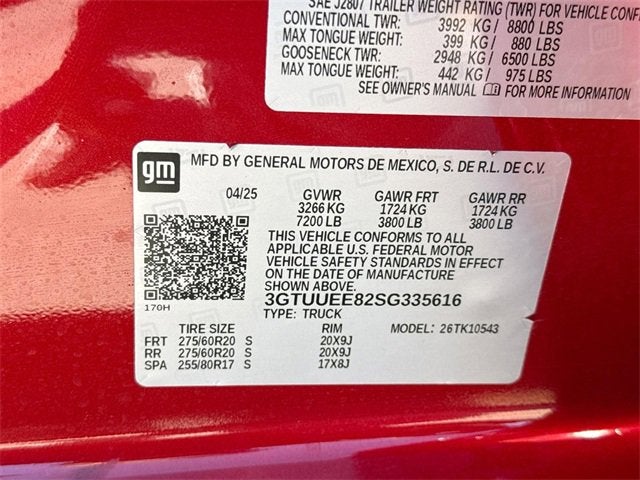 SAE J2807 TRAILER WEIGHT RATING (TWR) FOR VEHICLE CONFI
CONVENTIONAL TWR: 3992 KG / 8800 LBS
MAX TONGUE WEIGHT: 399 KG / 880 LBS
GOOSENECK TWR: 2948 KG / 6500 LBS
MAX TONGUE WEIGHT: 442 KG / 975 LBS
SEE OWNER'S MANUAL FOR MORE INFORMATION
gm MFD BY GENERAL MOTORS DE MEXICO, S. DE R.L. DE C.V.
04/25 GVWR GAWR FRT GAWR RR
3266 KG 1724 KG 1724 KG
7200 LB 3800 LB 3800 LB
THIS VEHICLE CONFORMS TO ALL
APPLICABLE U.S. FEDERAL MOTOR
VEHICLE SAFETY STANDARDS IN EFFECT
ON THE DATE OF MANUFACTURE
SHOWN ABOVE.
3GTUUEE82SG335616
170H TYPE: TRUCK
TIRE SIZE RIM MODEL: 26TK10543
FRT 275/60R20 S 20X9J
RR 275/60R20 S 20X9J
SPA 255/80R17 S 17X8J